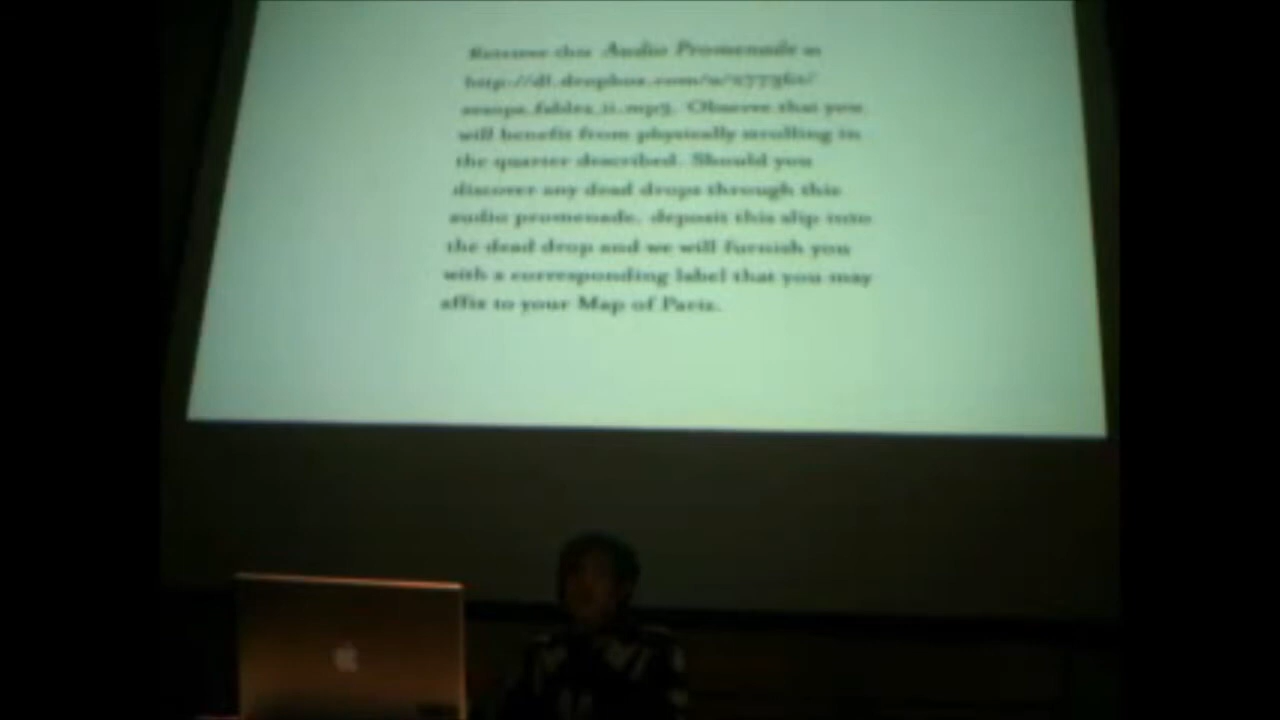 Retrieve this Audio Promenade at
http://dl.dropbox.com/u/
aesops_fables_11.mp3. Observe that you
will benefit from physically strolling in
the quarter described. Should you
discover any dead drops through this
audio promenade, deposit this slip into
the dead drop and we will furnish you
with a corresponding label that you may
affix to your Map of Paris.